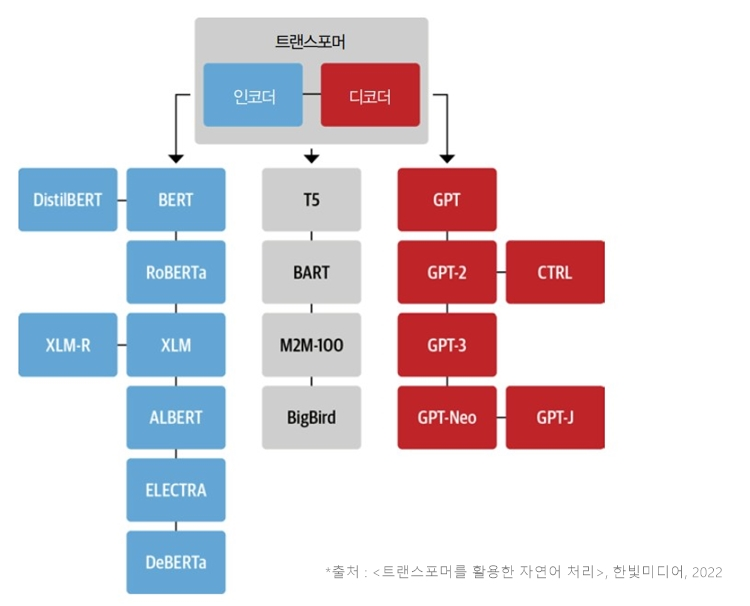 트랜스포머
인코더 디코더
DistilBERT BERT T5 GPT
RoBERTa BART GPT-2 CTRL
XLM-R XLM M2M-100 GPT-3
ALBERT BigBird GPT-Neo GPT-J
ELECTRA
DeBERTa
*출처 : <트랜스포머를 활용한 자연어 처리>, 한빛미디어, 2022